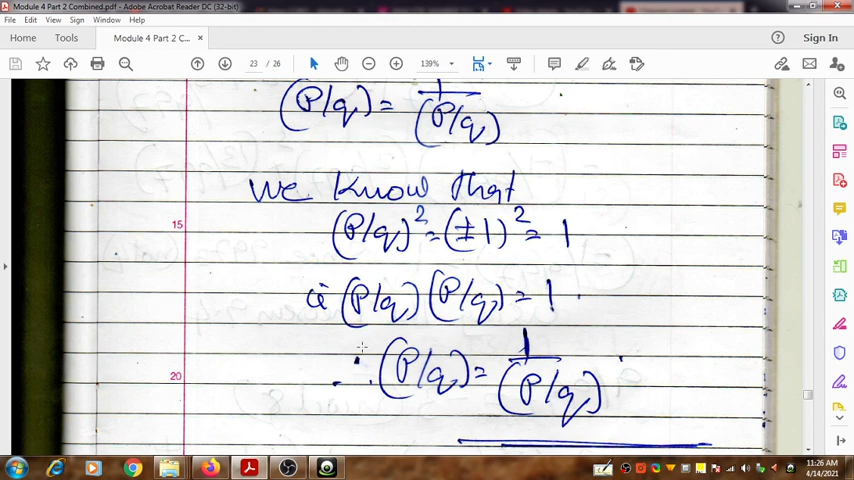 Module 4 Part 2 Combined.pdf - Adobe Acrobat Reader DC (32-bit)
File Edit View Sign Window Help
Home Tools Module 4 Part 2 C... × Sign In
23 / 26 139%
(P/q) = 1/(P/q)
We Know that
15 (P/q)² = (±1)² = 1
ie (P/q) (P/q) = 1
20 ∴ (P/q) = 1/(P/q)
11:26 AM
4/14/2021